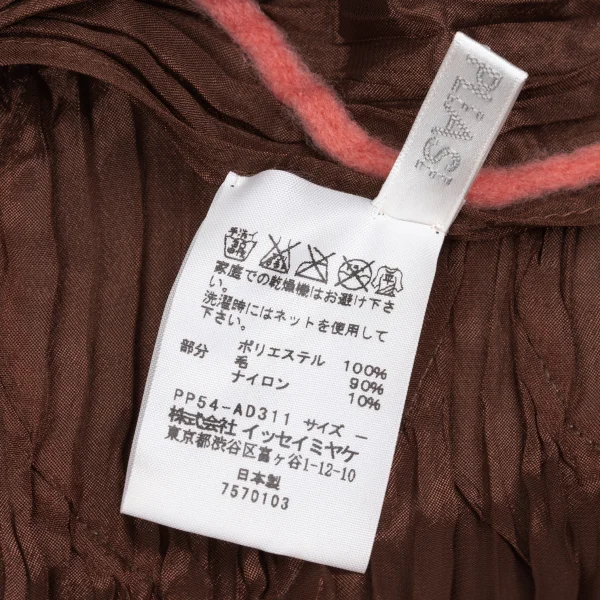 PLAS
手洗イ
30
中性
家庭での乾燥機はお避け下さ
い。
洗濯時にはネットを使用して
下さい。
ポリエステル 100%
部分 毛 90%
ナイロン 10%
PP54-AD311 サイズ —
株式会社 イッセイミヤケ
東京都渋谷区富ヶ谷1-12-10
日本製
7570103